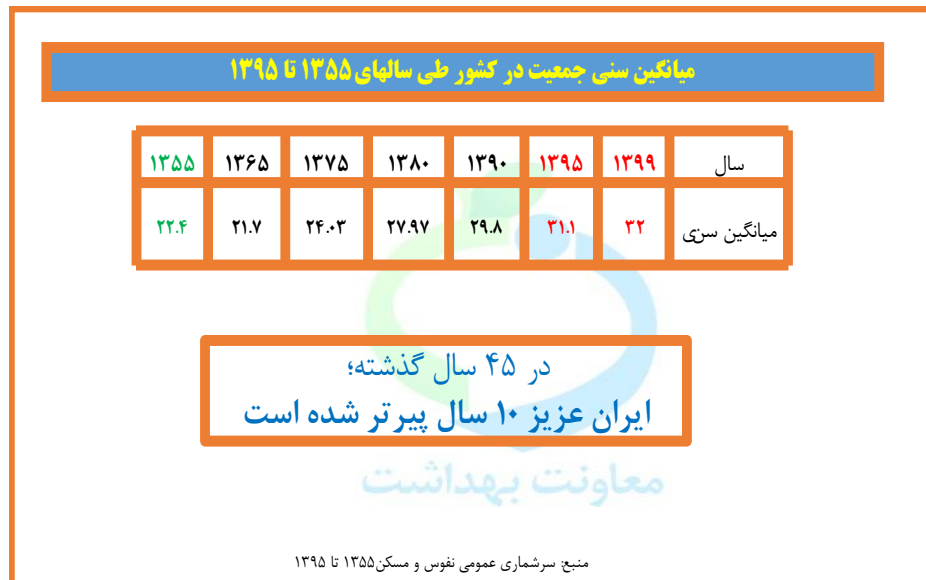 میانگین سنی جمعیت در کشور طی سالهای ۱۳۵۵ تا ۱۳۹۵
سال ۱۳۹۹ ۱۳۹۵ ۱۳۹۰ ۱۳۸۰ ۱۳۷۵ ۱۳۶۵ ۱۳۵۵
میانگین سزی ۳۲ ۳۱.۱ ۲۹.۸ ۲۷.۹۷ ۲۴.۰۳ ۲۱.۷ ۲۲.۴
در ۴۵ سال گذشته؛
ایران عزیز ۱۰ سال پیرتر شده است
معاونت بهداشت
منبع: سرشماری عمومی نفوس و مسکن۱۳۵۵ تا ۱۳۹۵